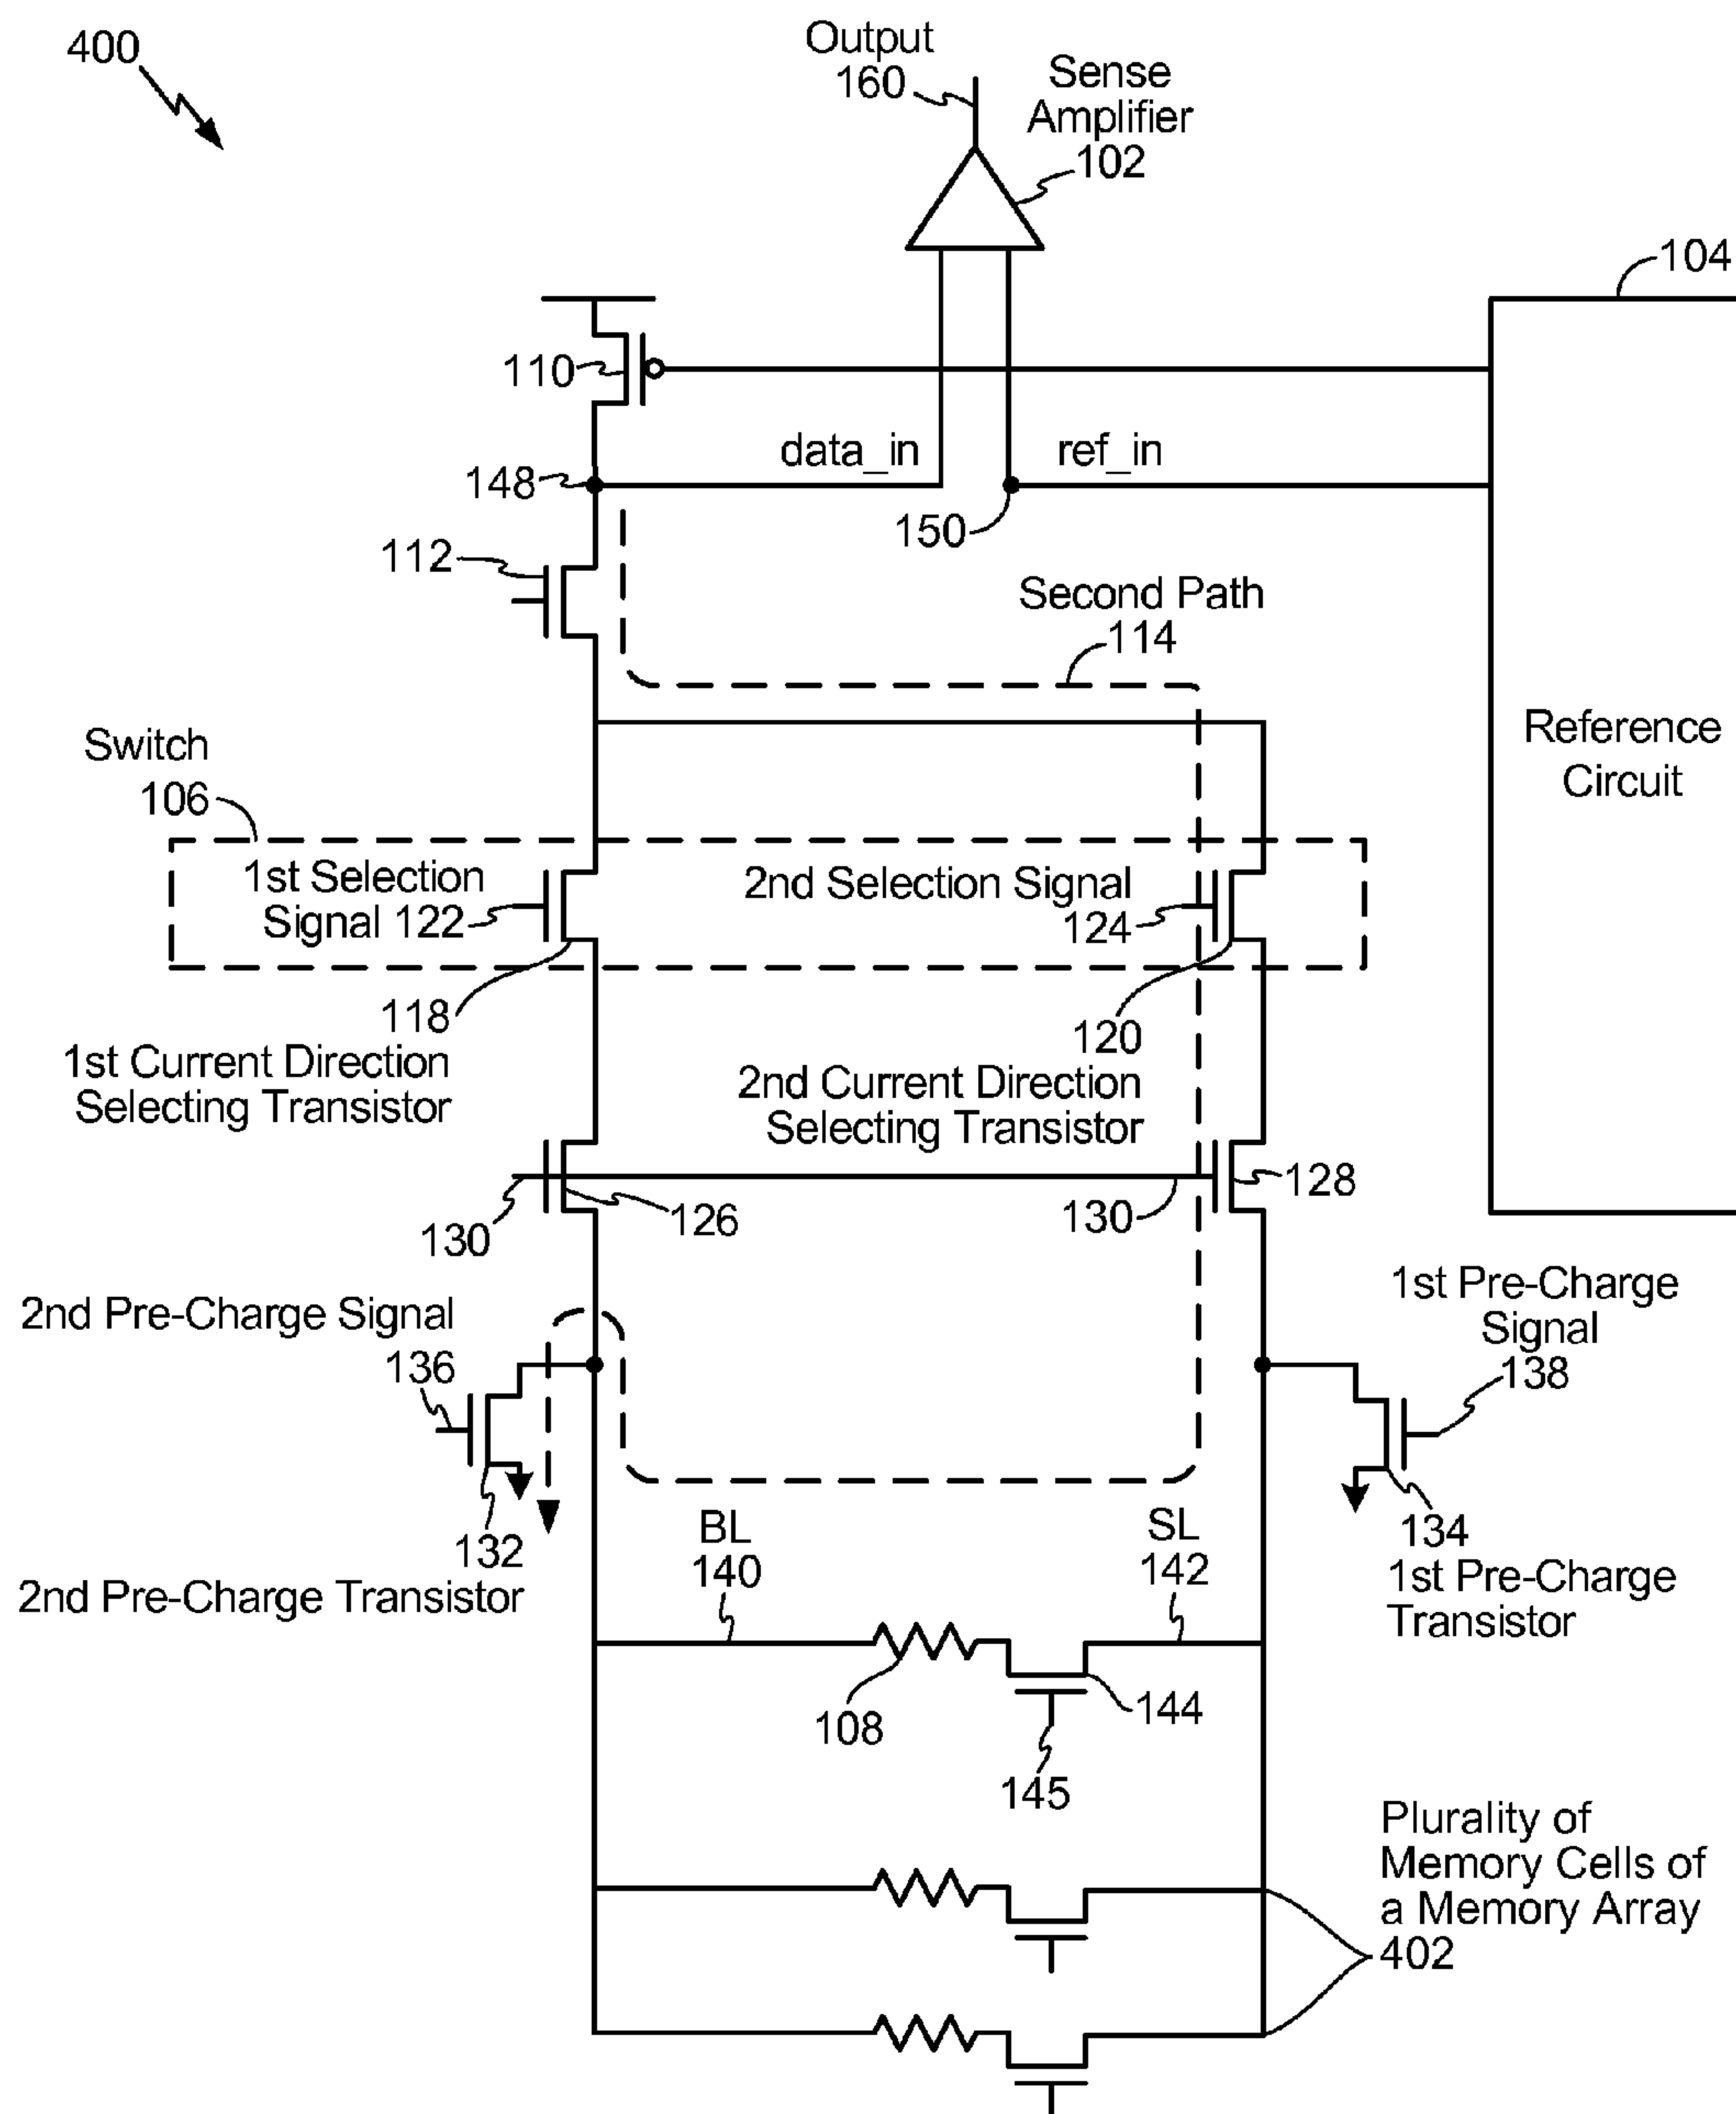 400
Output
160
Sense
Amplifier
102
104
110
data_in
ref_in
148
150
112
Second Path
114
Reference
Circuit
Switch
106
1st Selection
Signal 122
2nd Selection Signal
124
118
1st Current Direction
Selecting Transistor
120
2nd Current Direction
Selecting Transistor
128
130
126
130
2nd Pre-Charge Signal
136
1st Pre-Charge
Signal
138
132
2nd Pre-Charge Transistor
134
1st Pre-Charge
Transistor
BL
140
SL
142
108
144
145
Plurality of
Memory Cells of
a Memory Array
402